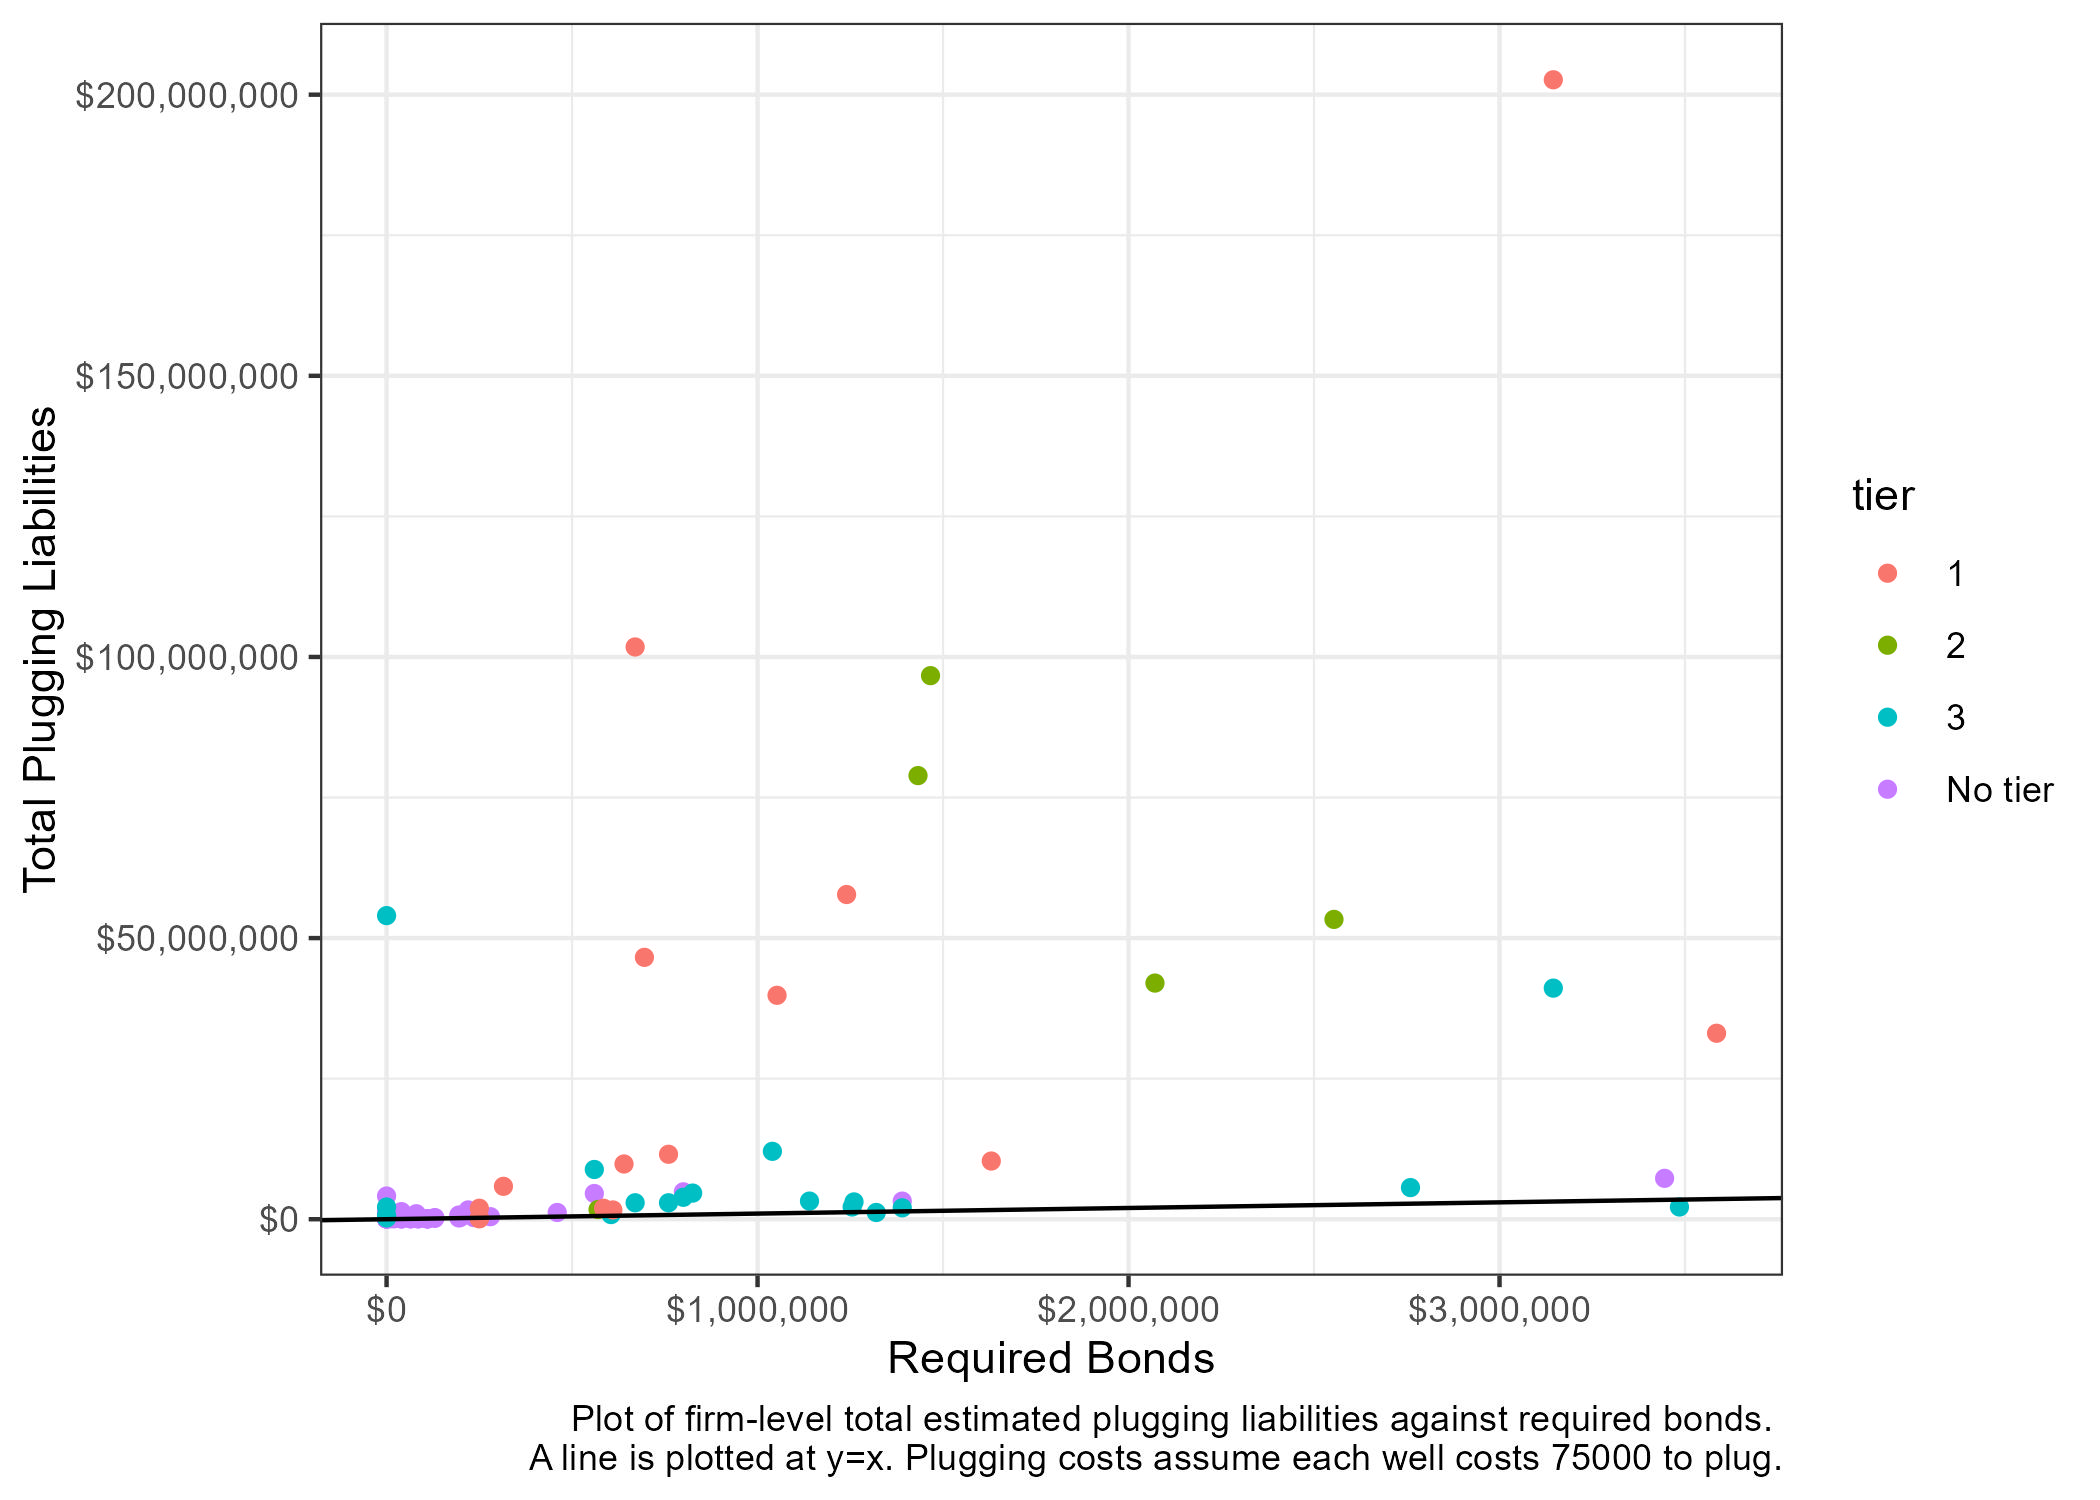 Total Plugging Liabilities
$200,000,000
$150,000,000
$100,000,000
$50,000,000
$0
$0
$1,000,000
$2,000,000
$3,000,000
Required Bonds
tier
1
2
3
No tier
Plot of firm-level total estimated plugging liabilities against required bonds.
A line is plotted at y=x. Plugging costs assume each well costs 75000 to plug.